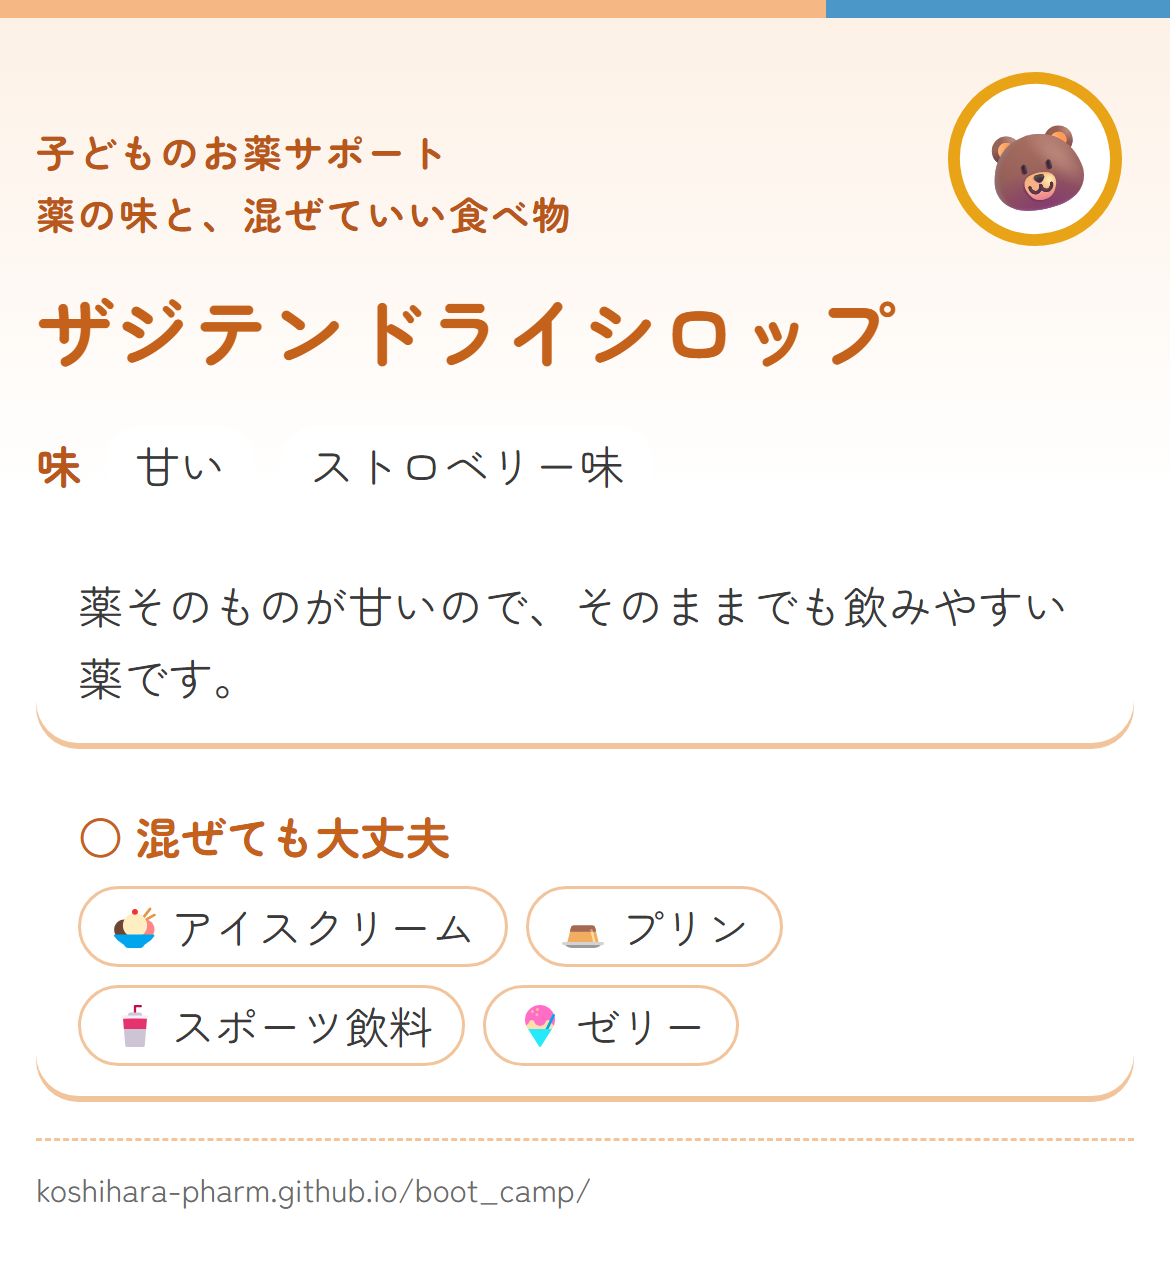 子どものお薬サポート
薬の味と、混ぜていい食べ物
ザジテンドライシロップ
味 甘い ストロベリー味
薬そのものが甘いので、そのままでも飲みやすい
薬です。
○ 混ぜても大丈夫
アイスクリーム プリン
スポーツ飲料 ゼリー
koshihara-pharm.github.io/boot_camp/